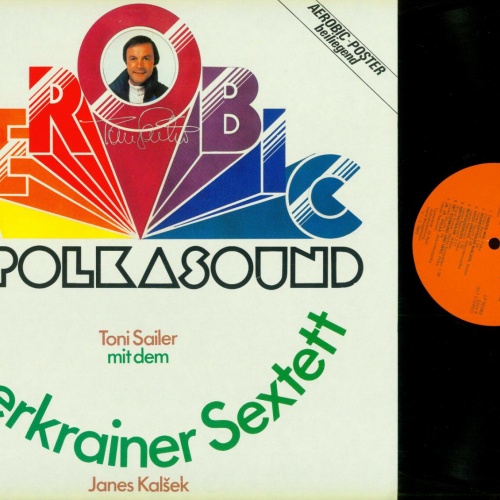 AEROBIC-POSTER
beiliegend
EROBIC
POLKASOUND
Toni Sailer
mit dem
erkrainer Sextett
Janes Kalšek